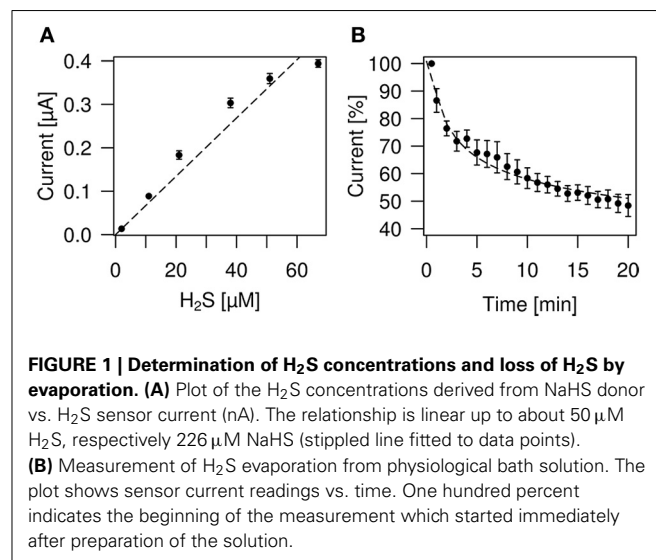 A
B
0.4
0.3
0.2
0.1
0.0
Current [µA]
0 20 40 60
H₂S [µM]
100
90
80
70
60
50
40
Current [%]
0 5 10 15 20
Time [min]
FIGURE 1 | Determination of H₂S concentrations and loss of H₂S by
evaporation. (A) Plot of the H₂S concentrations derived from NaHS donor
vs. H₂S sensor current (nA). The relationship is linear up to about 50 µM
H₂S, respectively 226 µM NaHS (stippled line fitted to data points).
(B) Measurement of H₂S evaporation from physiological bath solution. The
plot shows sensor current readings vs. time. One hundred percent
indicates the beginning of the measurement which started immediately
after preparation of the solution.